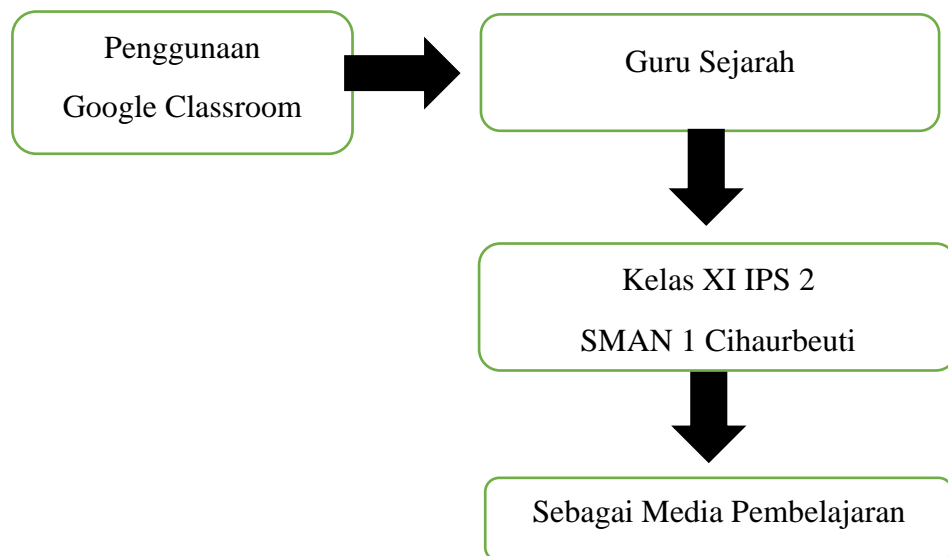 Penggunaan
Google Classroom
Guru Sejarah
Kelas XI IPS 2
SMAN 1 Cihaurbeuti
Sebagai Media Pembelajaran